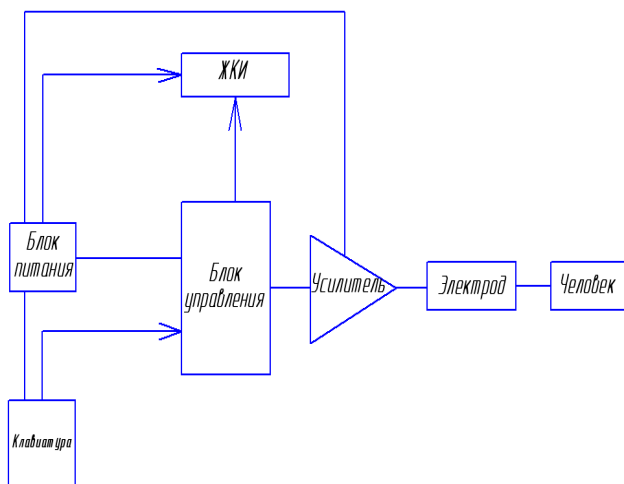 ЖКИ
Блок
питания
Блок
управления
Усилитель
Электрод
Человек
Клавиатура